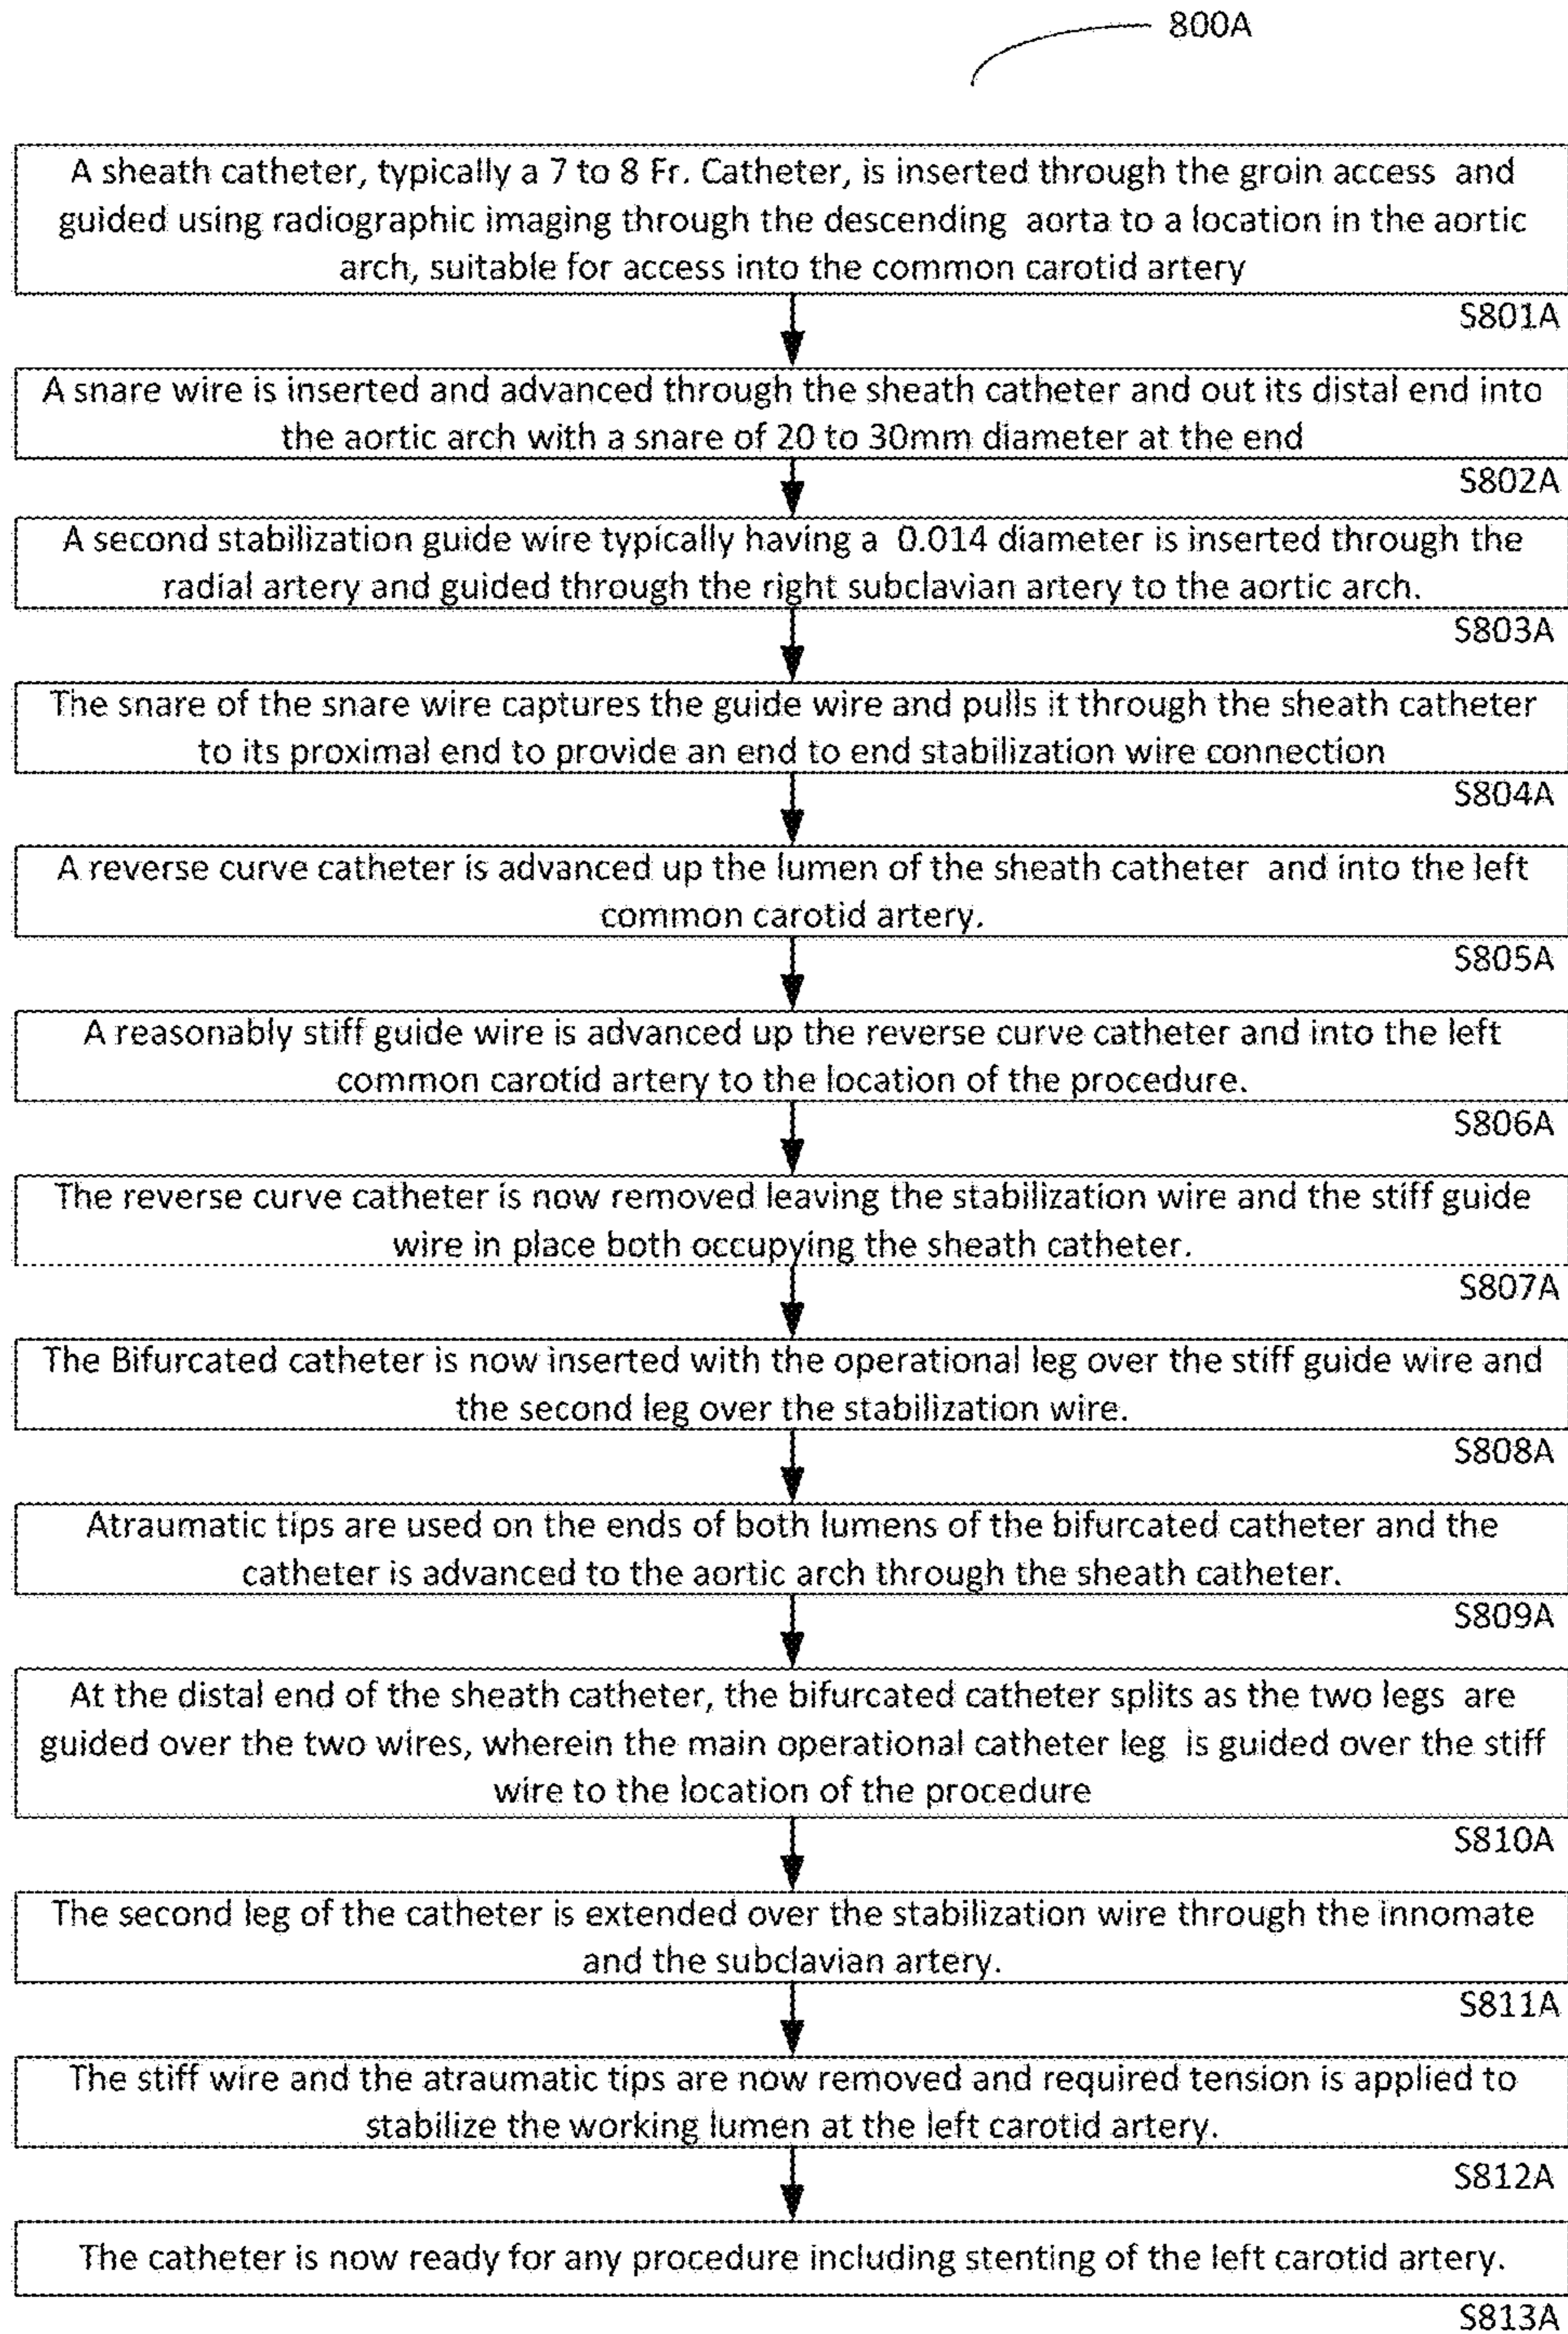 800A
A sheath catheter, typically a 7 to 8 Fr. Catheter, is inserted through the groin access and
guided using radiographic imaging through the descending aorta to a location in the aortic
arch, suitable for access into the common carotid artery
S801A
A snare wire is inserted and advanced through the sheath catheter and out its distal end into
the aortic arch with a snare of 20 to 30mm diameter at the end
S802A
A second stabilization guide wire typically having a 0.014 diameter is inserted through the
radial artery and guided through the right subclavian artery to the aortic arch.
S803A
The snare of the snare wire captures the guide wire and pulls it through the sheath catheter
to its proximal end to provide an end to end stabilization wire connection
S804A
A reverse curve catheter is advanced up the lumen of the sheath catheter and into the left
common carotid artery.
S805A
A reasonably stiff guide wire is advanced up the reverse curve catheter and into the left
common carotid artery to the location of the procedure.
S806A
The reverse curve catheter is now removed leaving the stabilization wire and the stiff guide
wire in place both occupying the sheath catheter.
S807A
The Bifurcated catheter is now inserted with the operational leg over the stiff guide wire and
the second leg over the stabilization wire.
S808A
Atraumatic tips are used on the ends of both lumens of the bifurcated catheter and the
catheter is advanced to the aortic arch through the sheath catheter.
S809A
At the distal end of the sheath catheter, the bifurcated catheter splits as the two legs are
guided over the two wires, wherein the main operational catheter leg is guided over the stiff
wire to the location of the procedure
S810A
The second leg of the catheter is extended over the stabilization wire through the innomate
and the subclavian artery.
S811A
The stiff wire and the atraumatic tips are now removed and required tension is applied to
stabilize the working lumen at the left carotid artery.
S812A
The catheter is now ready for any procedure including stenting of the left carotid artery.
S813A